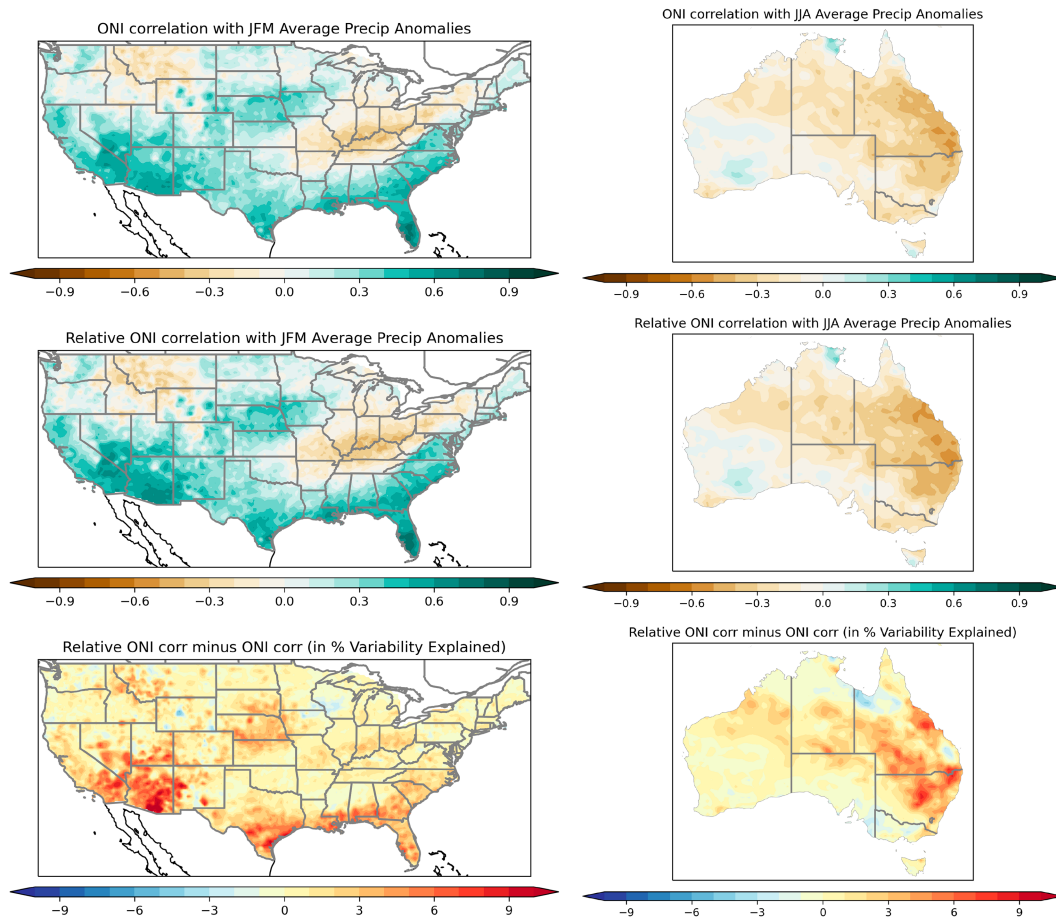 ONI correlation with JFM Average Precip Anomalies
−0.9 −0.6 −0.3 0.0 0.3 0.6 0.9
ONI correlation with JJA Average Precip Anomalies
−0.9 −0.6 −0.3 0.0 0.3 0.6 0.9
Relative ONI correlation with JFM Average Precip Anomalies
−0.9 −0.6 −0.3 0.0 0.3 0.6 0.9
Relative ONI correlation with JJA Average Precip Anomalies
−0.9 −0.6 −0.3 0.0 0.3 0.6 0.9
Relative ONI corr minus ONI corr (in % Variability Explained)
−9 −6 −3 0 3 6 9
Relative ONI corr minus ONI corr (in % Variability Explained)
−9 −6 −3 0 3 6 9